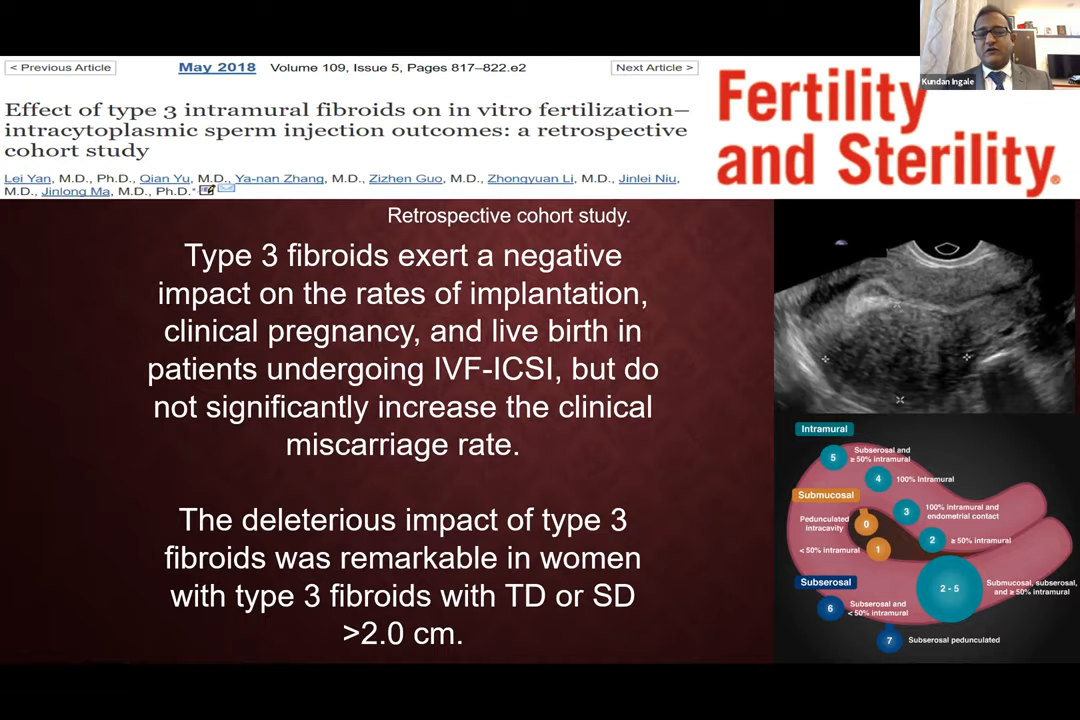 < Previous Article
May 2018 Volume 109, Issue 5, Pages 817–822.e2
Next Article >
Effect of type 3 intramural fibroids on in vitro fertilization–
intracytoplasmic sperm injection outcomes: a retrospective
cohort study
Lei Yan, M.D., Ph.D., Qian Yu, M.D., Ya-nan Zhang, M.D., Zizhen Guo, M.D., Zhongyuan Li, M.D., Jinlei Niu,
M.D., Jinlong Ma, M.D., Ph.D.
Fertility
and Sterility®
Kundan Ingale
Retrospective cohort study.
Type 3 fibroids exert a negative
impact on the rates of implantation,
clinical pregnancy, and live birth in
patients undergoing IVF-ICSI, but do
not significantly increase the clinical
miscarriage rate.
The deleterious impact of type 3
fibroids was remarkable in women
with type 3 fibroids with TD or SD
>2.0 cm.
Intramural
5
Subserosal and
≥ 50% intramural
4
100% Intramural
Submucosal
3
100% intramural and
endometrial contact
Pedunculated
intracavity
0
2
≥ 50% intramural
< 50% intramural
1
Subserosal
2 - 5
Submucosal, subserosal,
and ≥ 50% intramural
6
Subserosal and
< 50% intramural
7
Subserosal pedunculated